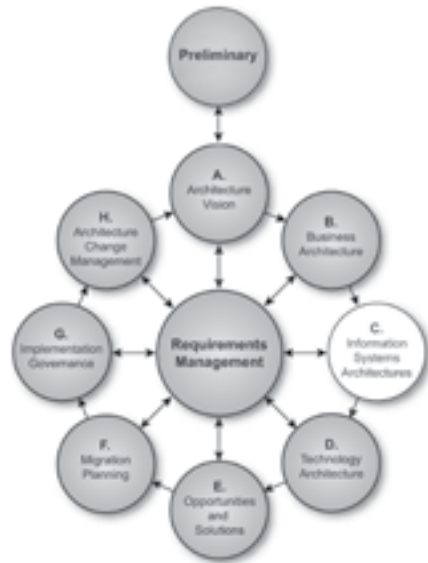 Preliminary
A.
Architecture
Vision
H.
Architecture
Change
Management
B.
Business
Architecture
G.
Implementation
Governance
Requirements
Management
C.
Information
Systems
Architectures
F.
Migration
Planning
D.
Technology
Architecture
E.
Opportunities
and
Solutions